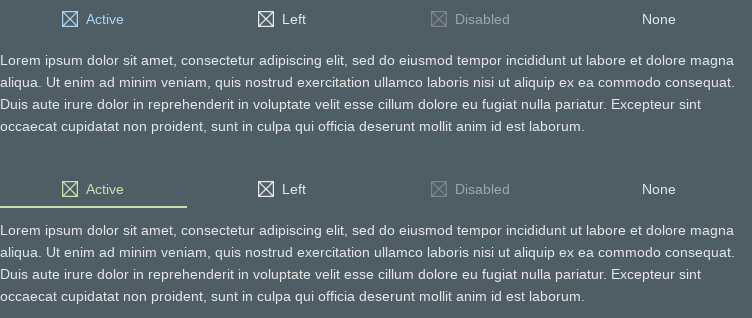 Active Left Disabled None
Lorem ipsum dolor sit amet, consectetur adipiscing elit, sed do eiusmod tempor incididunt ut labore et dolore magna
aliqua. Ut enim ad minim veniam, quis nostrud exercitation ullamco laboris nisi ut aliquip ex ea commodo consequat.
Duis aute irure dolor in reprehenderit in voluptate velit esse cillum dolore eu fugiat nulla pariatur. Excepteur sint
occaecat cupidatat non proident, sunt in culpa qui officia deserunt mollit anim id est laborum.
Active Left Disabled None
Lorem ipsum dolor sit amet, consectetur adipiscing elit, sed do eiusmod tempor incididunt ut labore et dolore magna
aliqua. Ut enim ad minim veniam, quis nostrud exercitation ullamco laboris nisi ut aliquip ex ea commodo consequat.
Duis aute irure dolor in reprehenderit in voluptate velit esse cillum dolore eu fugiat nulla pariatur. Excepteur sint
occaecat cupidatat non proident, sunt in culpa qui officia deserunt mollit anim id est laborum.